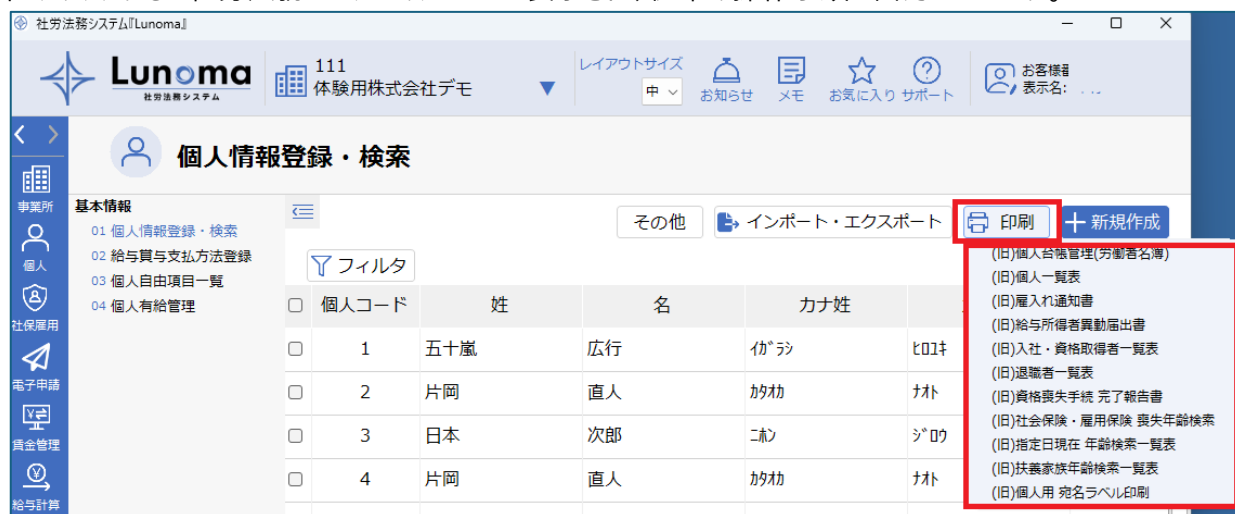 社労法務システム『Lunoma』
Lunoma
社労法務システム
111
体験用株式会社デモ
レイアウトサイズ
中
お知らせ
メモ
お気に入り
サポート
お客様
表示名:
個人情報登録・検索
事業所
個人
社保雇用
電子申請
賃金管理
給与計算
基本情報
01 個人情報登録・検索
02 給与賞与支払方法登録
03 個人自由項目一覧
04 個人有給管理
その他
インポート・エクスポート
印刷
新規作成
フィルタ
個人コード 姓 名 カナ姓
1 五十嵐 広行 ｲｶﾞﾗｼ ﾋﾛﾕｷ
2 片岡 直人 ｶﾀｵｶ ﾅｵﾄ
3 日本 次郎 ﾆﾎﾝ ｼﾞﾛｳ
4 片岡 直人 ｶﾀｵｶ ﾅｵﾄ
(旧)個人台帳管理(労働者名簿)
(旧)個人一覧表
(旧)雇入れ通知書
(旧)給与所得者異動届出書
(旧)入社・資格取得者一覧表
(旧)退職者一覧表
(旧)資格喪失手続 完了報告書
(旧)社会保険・雇用保険 喪失年齢検索
(旧)指定日現在 年齢検索一覧表
(旧)扶養家族年齢検索一覧表
(旧)個人用 宛名ラベル印刷